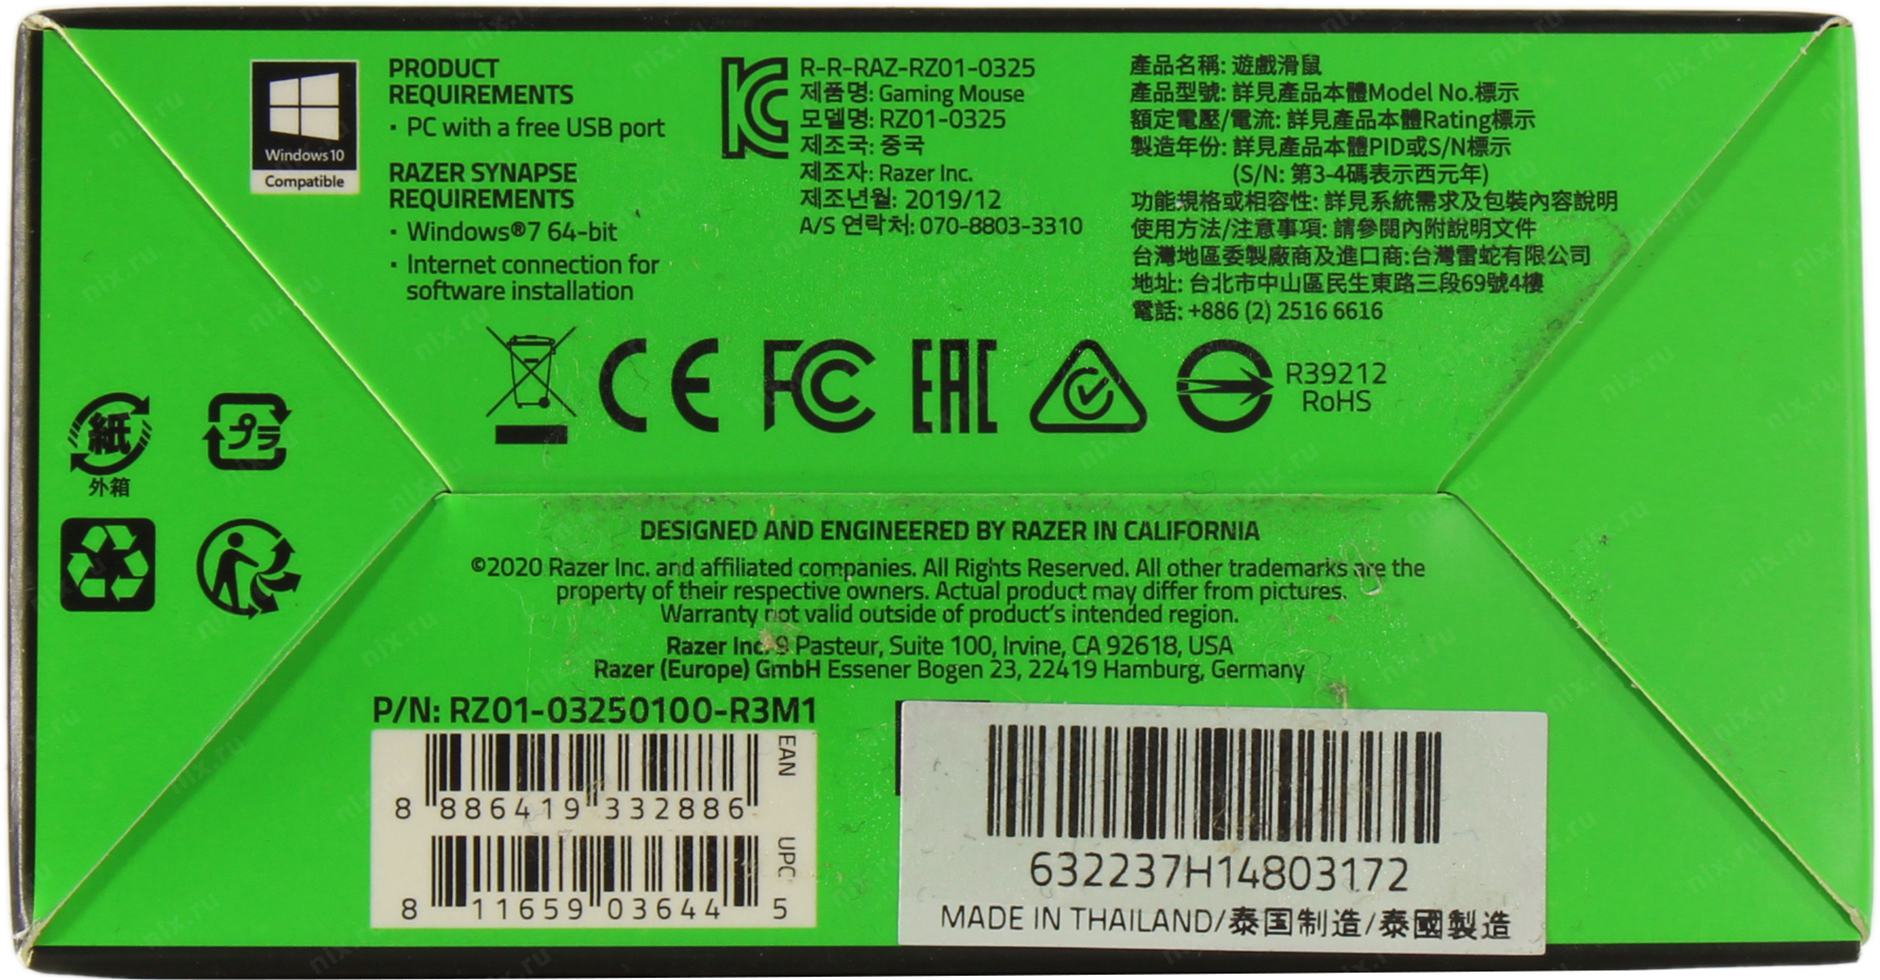 Windows 10
Compatible
PRODUCT
REQUIREMENTS
· PC with a free USB port
RAZER SYNAPSE
REQUIREMENTS
· Windows®7 64-bit
· Internet connection for
software installation
R-R-RAZ-RZ01-0325
제품명: Gaming Mouse
모델명: RZ01-0325
제조국: 중국
제조자: Razer Inc.
제조년월: 2019/12
A/S 연락처: 070-8803-3310
產品名稱: 遊戲滑鼠
產品型號: 詳見產品本體Model No.標示
額定電壓/電流: 詳見產品本體Rating標示
製造年份: 詳見產品本體PID或S/N標示
(S/N: 第3-4碼表示西元年)
功能規格或相容性: 詳見系統需求及包裝內容說明
使用方法/注意事項: 請參閱內附說明文件
台灣地區委製廠商及進口商:台灣雷蛇有限公司
地址: 台北市中山區民生東路三段69號4樓
電話: +886 (2) 2516 6616
CE FC EAC
R39212
RoHS
紙
外箱
プラ
DESIGNED AND ENGINEERED BY RAZER IN CALIFORNIA
©2020 Razer Inc. and affiliated companies. All Rights Reserved. All other trademarks are the
property of their respective owners. Actual product may differ from pictures.
Warranty not valid outside of product's intended region.
Razer Inc. 9 Pasteur, Suite 100, Irvine, CA 92618, USA
Razer (Europe) GmbH Essener Bogen 23, 22419 Hamburg, Germany
P/N: RZ01-03250100-R3M1
EAN
8 886419 332886
UPC
8 11659 03644 5
632237H14803172
MADE IN THAILAND/泰国制造/泰國製造
nix.ru